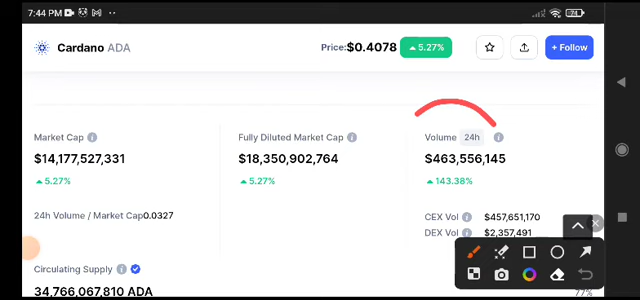 7:44 PM
74
Cardano ADA
Price:$0.4078
5.27%
+ Follow
Market Cap
Fully Diluted Market Cap
Volume 24h
$14,177,527,331
$18,350,902,764
$463,556,145
5.27%
5.27%
143.38%
24h Volume / Market Cap0.0327
CEX Vol $457,651,170
DEX Vol $2,357,491
Circulating Supply
34,766,067,810 ADA
77%